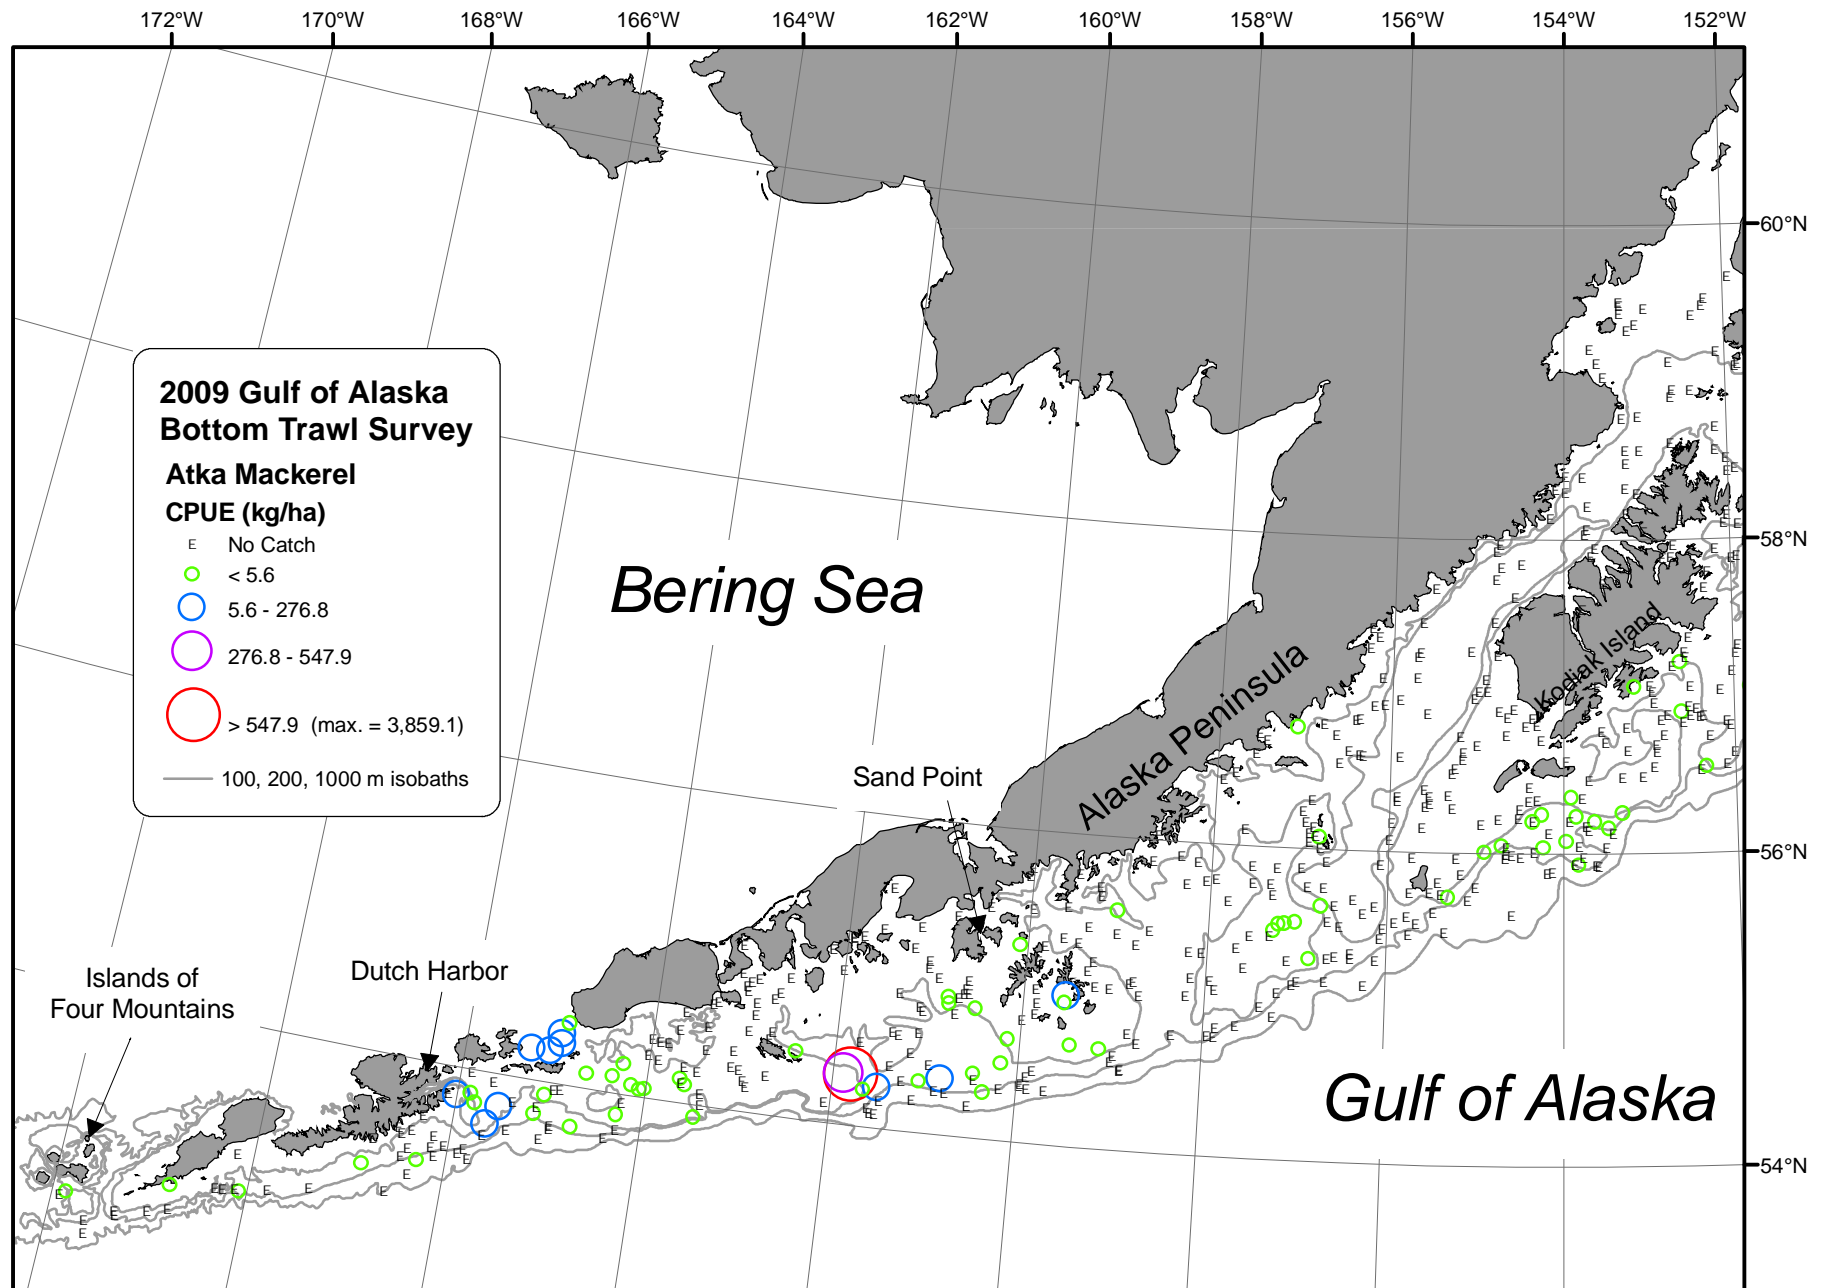 172°W 170°W 168°W 166°W 164°W 162°W 160°W 158°W 156°W 154°W 152°W
60°N
2009 Gulf of Alaska
Bottom Trawl Survey
Atka Mackerel
CPUE (kg/ha)
E No Catch
< 5.6
5.6 - 276.8
276.8 - 547.9
> 547.9 (max. = 3,859.1)
100, 200, 1000 m isobaths
58°N
Bering Sea
Kodiak Island
Alaska Peninsula
Sand Point
56°N
Islands of
Four Mountains
Dutch Harbor
Gulf of Alaska
54°N